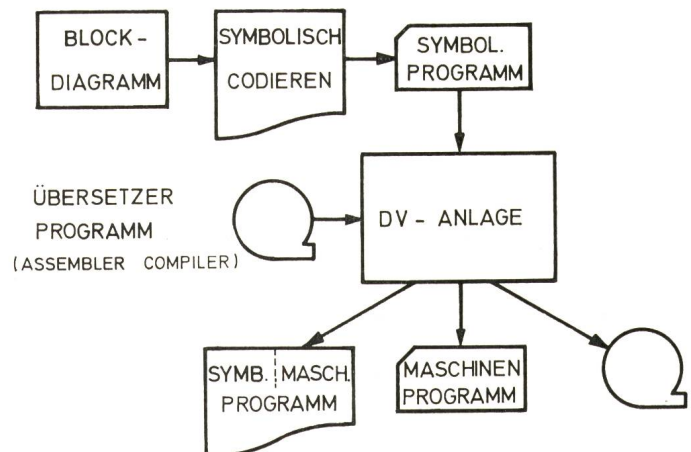 BLOCK-
DIAGRAMM
SYMBOLISCH
CODIEREN
SYMBOL.
PROGRAMM
ÜBERSETZER
PROGRAMM
(ASSEMBLER COMPILER)
DV - ANLAGE
SYMB. MASCH.
PROGRAMM
MASCHINEN
PROGRAMM